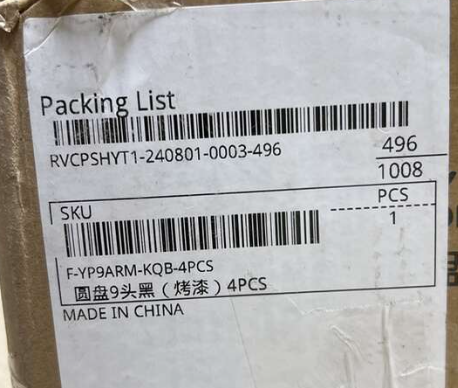 Packing List
RVCPSHYT1-240801-0003-496
496
1008
SKU
PCS
1
F-YP9ARM-KQB-4PCS
圆盘9头黑（烤漆）4PCS
MADE IN CHINA